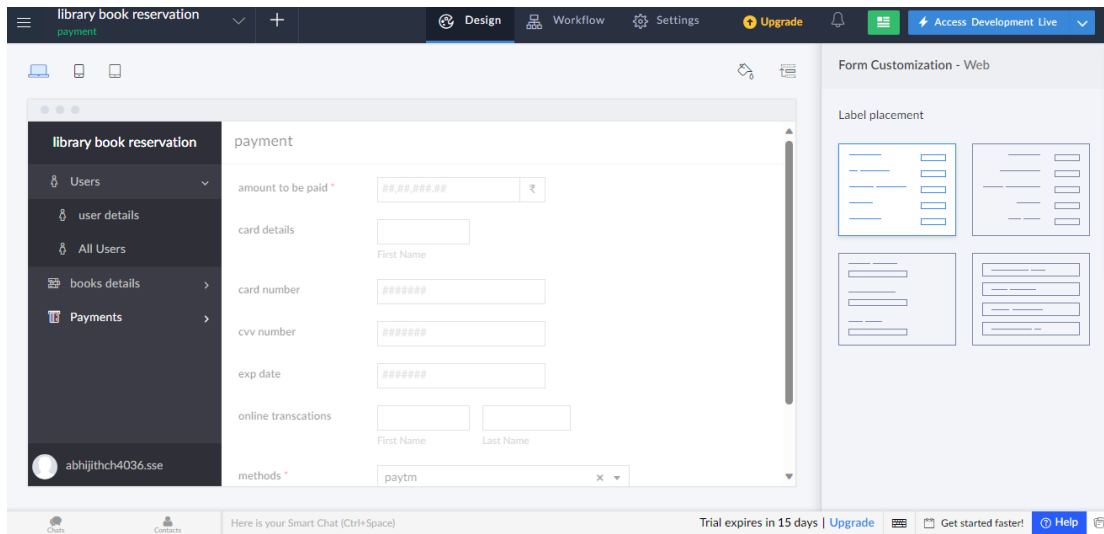 library book reservation
payment
Design
Workflow
Settings
Upgrade
Access Development Live
Form Customization - Web
Label placement
library book reservation
Users
user details
All Users
books details
Payments
abhijithch4036.sse
payment
amount to be paid *
##,##,###.## ₹
card details
First Name
card number
#######
cvv number
#######
exp date
#######
online transcations
First Name Last Name
methods *
paytm
Chats
Contacts
Here is your Smart Chat (Ctrl+Space)
Trial expires in 15 days | Upgrade
Get started faster!
Help